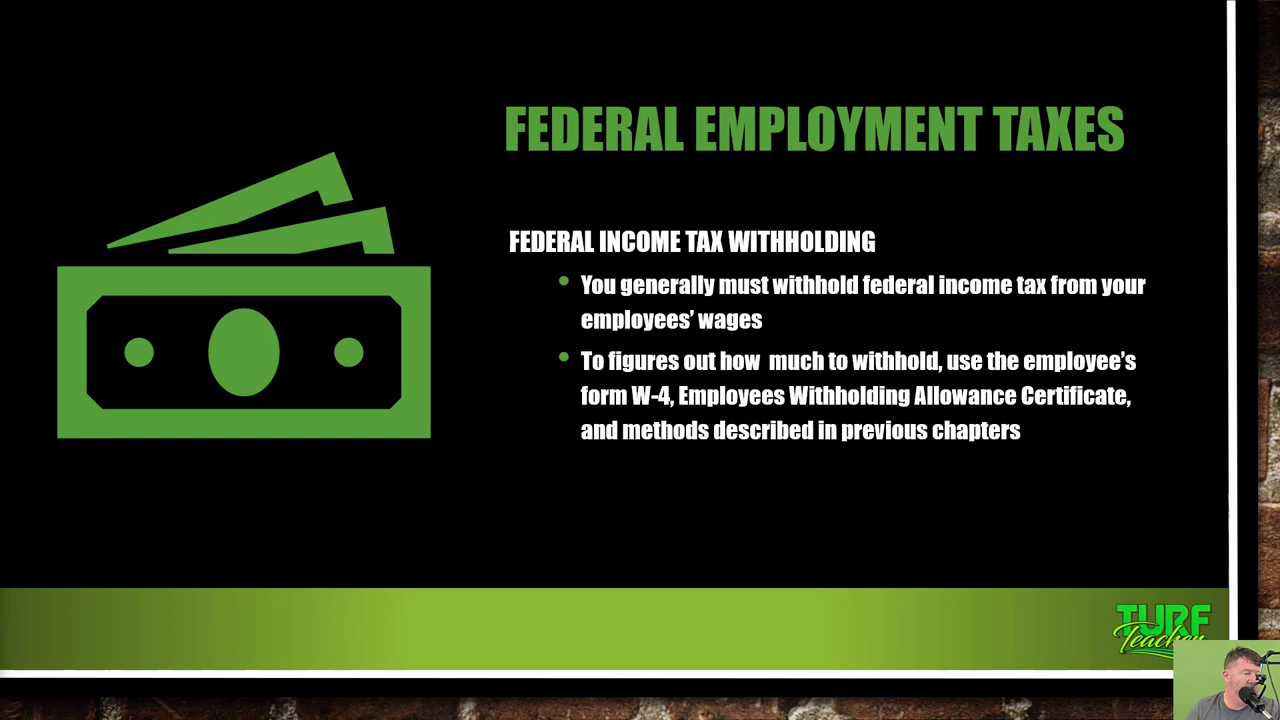 FEDERAL EMPLOYMENT TAXES
FEDERAL INCOME TAX WITHHOLDING
You generally must withhold federal income tax from your
employees’ wages
To figures out how  much to withhold, use the employee’s
form W-4, Employees Withholding Allowance Certificate,
and methods described in previous chapters
TURF
Teacher